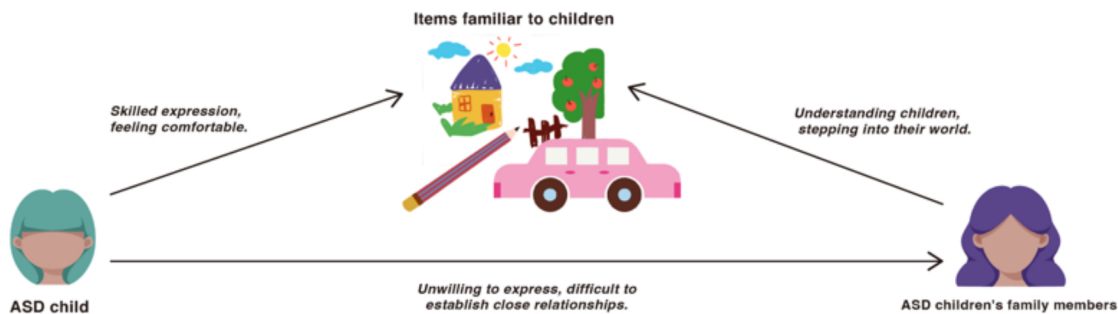 Items familiar to children
Skilled expression,
feeling comfortable.
Understanding children,
stepping into their world.
Unwilling to express, difficult to
establish close relationships.
ASD child
ASD children's family members